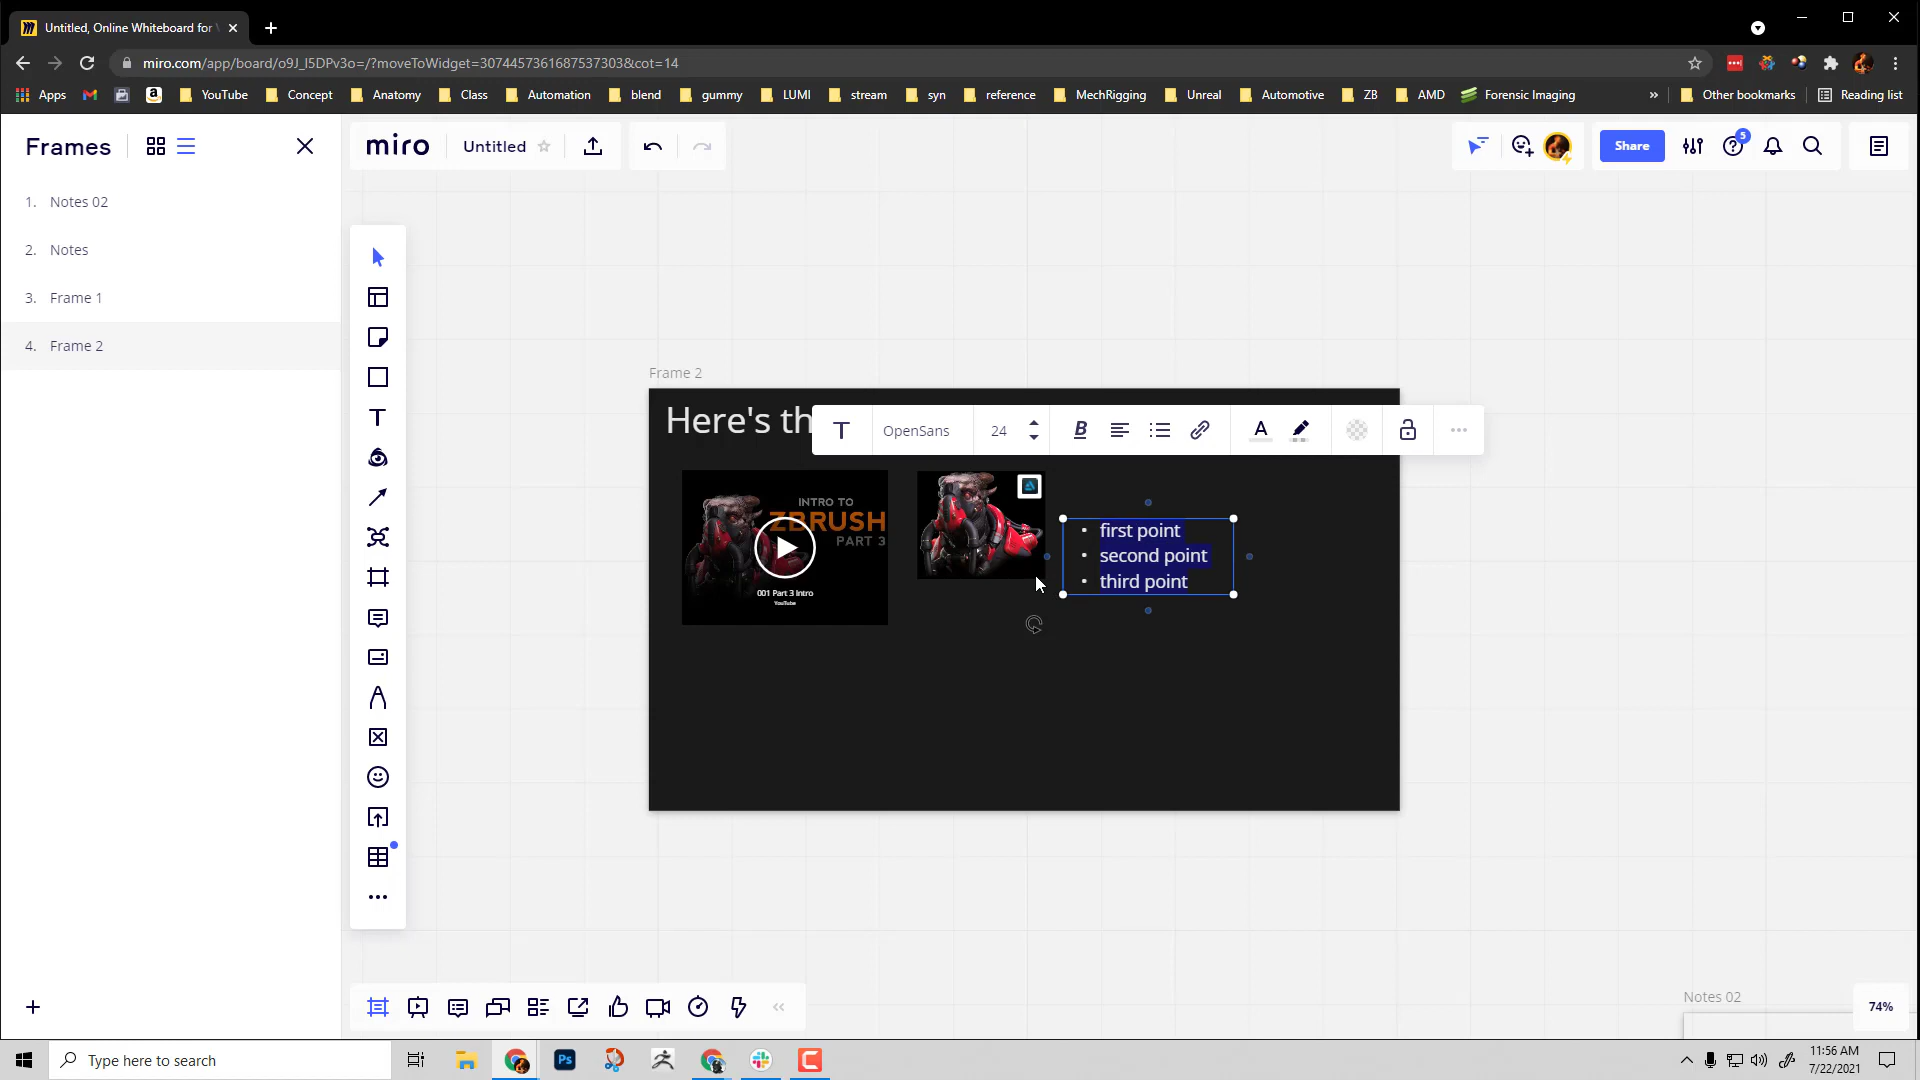 Untitled, Online Whiteboard for
miro.com/app/board/o9J_l5DPv3o=/?moveToWidget=3074457361687537303&cot=14
Apps
YouTube
Concept
Anatomy
Class
Automation
blend
gummy
LUMI
stream
syn
reference
MechRigging
Unreal
Automotive
ZB
AMD
Forensic Imaging
»
Other bookmarks
Reading list
Frames
miro
Untitled
5
Share
1. Notes 02
2. Notes
3. Frame 1
4. Frame 2
Frame 2
Here's th
OpenSans
24
B
A
INTRO TO
ZBRUSH
PART 3
001 Part 3 Intro
YouTube
• first point
• second point
• third point
Notes 02
74%
Type here to search
Ps
11:56 AM
7/22/2021